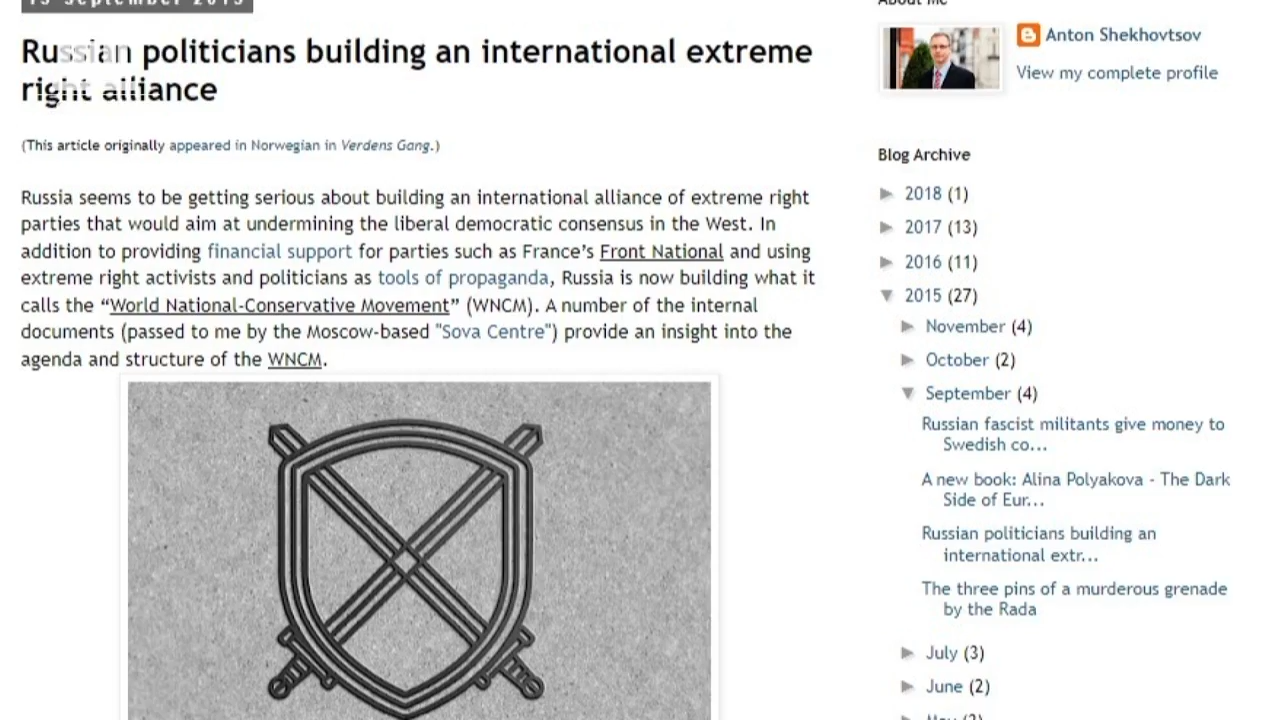 15 September 2015
Russian politicians building an international extreme
right alliance
(This article originally appeared in Norwegian in Verdens Gang.)
Russia seems to be getting serious about building an international alliance of extreme right
parties that would aim at undermining the liberal democratic consensus in the West. In
addition to providing financial support for parties such as France’s Front National and using
extreme right activists and politicians as tools of propaganda, Russia is now building what it
calls the “World National-Conservative Movement” (WNCM). A number of the internal
documents (passed to me by the Moscow-based "Sova Centre") provide an insight into the
agenda and structure of the WNCM.
About Me
Anton Shekhovtsov
View my complete profile
Blog Archive
► 2018 (1)
► 2017 (13)
► 2016 (11)
▼ 2015 (27)
► November (4)
► October (2)
▼ September (4)
Russian fascist militants give money to
Swedish co...
A new book: Alina Polyakova - The Dark
Side of Eur...
Russian politicians building an
international extr...
The three pins of a murderous grenade
by the Rada
► July (3)
► June (2)